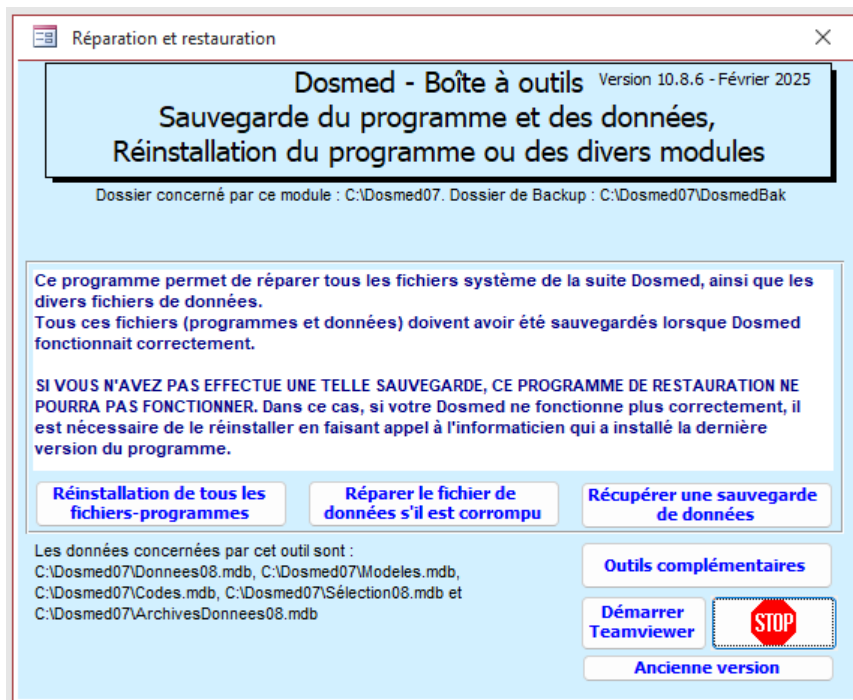 Réparation et restauration
Dosmed - Boîte à outils Version 10.8.6 - Février 2025
Sauvegarde du programme et des données,
Réinstallation du programme ou des divers modules
Dossier concerné par ce module : C:\Dosmed07. Dossier de Backup : C:\Dosmed07\DosmedBak
Ce programme permet de réparer tous les fichiers système de la suite Dosmed, ainsi que les
divers fichiers de données.
Tous ces fichiers (programmes et données) doivent avoir été sauvegardés lorsque Dosmed
fonctionnait correctement.
SI VOUS N'AVEZ PAS EFFECTUE UNE TELLE SAUVEGARDE, CE PROGRAMME DE RESTAURATION NE
POURRA PAS FONCTIONNER. Dans ce cas, si votre Dosmed ne fonctionne plus correctement, il
est nécessaire de le réinstaller en faisant appel à l'informaticien qui a installé la dernière
version du programme.
Réinstallation de tous les
fichiers-programmes
Réparer le fichier de
données s'il est corrompu
Récupérer une sauvegarde
de données
Les données concernées par cet outil sont :
C:\Dosmed07\Donnees08.mdb, C:\Dosmed07\Modeles.mdb,
C:\Dosmed07\Codes.mdb, C:\Dosmed07\Sélection08.mdb et
C:\Dosmed07\ArchivesDonnees08.mdb
Outils complémentaires
Démarrer
Teamviewer
STOP
Ancienne version